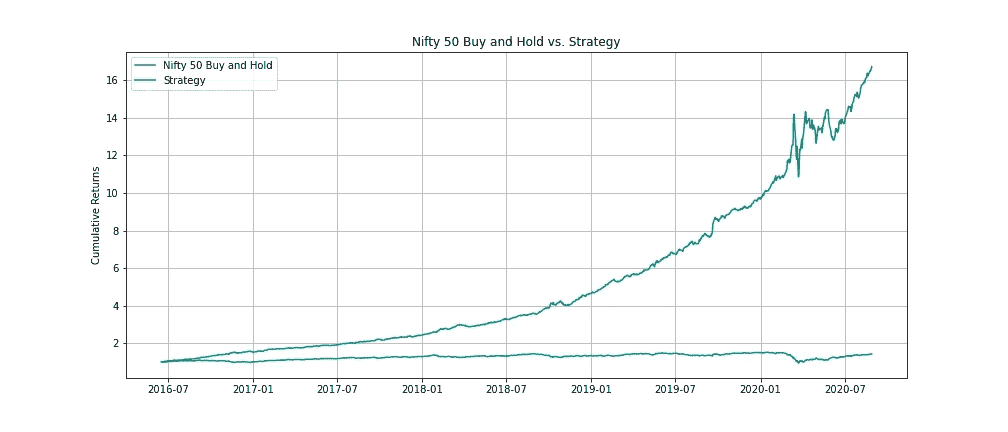 Nifty 50 Buy and Hold vs. Strategy
Nifty 50 Buy and Hold
Strategy
Cumulative Returns
16
14
12
10
8
6
4
2
2016-07 2017-01 2017-07 2018-01 2018-07 2019-01 2019-07 2020-01 2020-07